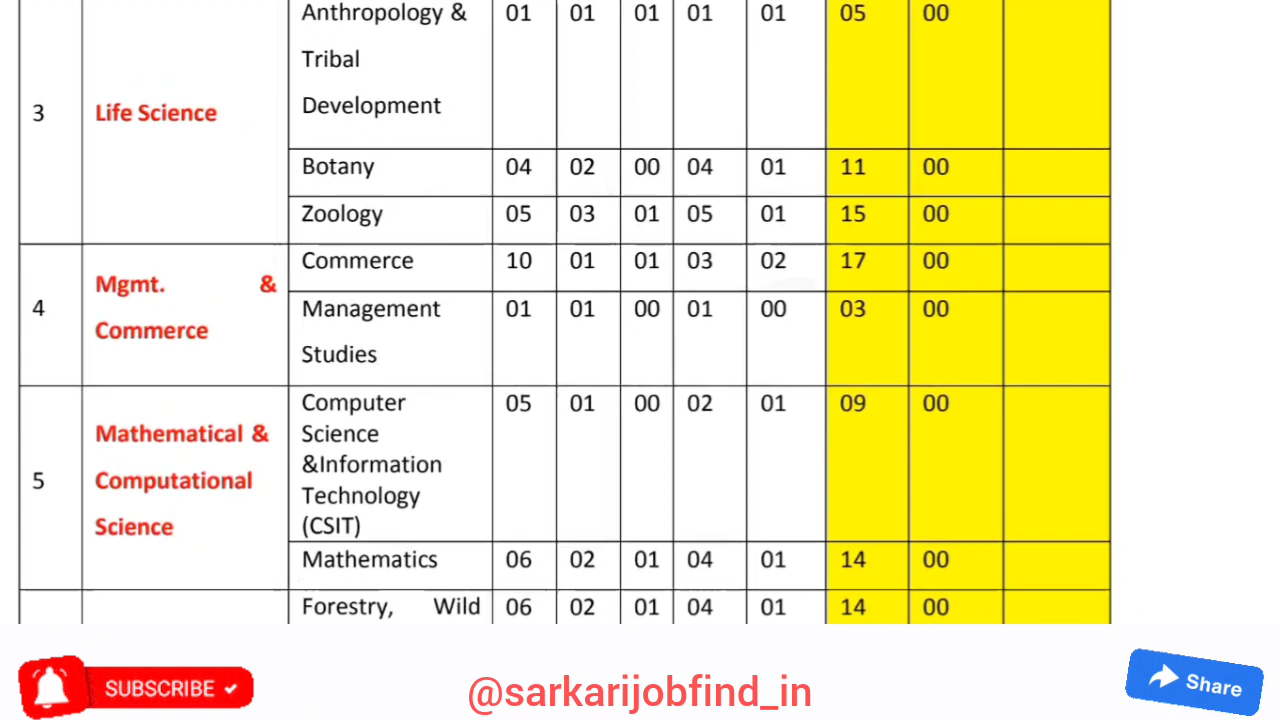 Anthropology & 01 01 01 01 01 05 00
Tribal
Development
3 Life Science
Botany 04 02 00 04 01 11 00
Zoology 05 03 01 05 01 15 00
Commerce 10 01 01 03 02 17 00
Mgmt. &
4 Management 01 01 00 01 00 03 00
Commerce
Studies
Computer 05 01 00 02 01 09 00
Mathematical & Science
&Information
5 Computational Technology
Science (CSIT)
Mathematics 06 02 01 04 01 14 00
Forestry, Wild 06 02 01 04 01 14 00
SUBSCRIBE
@sarkarijobfind_in
Share